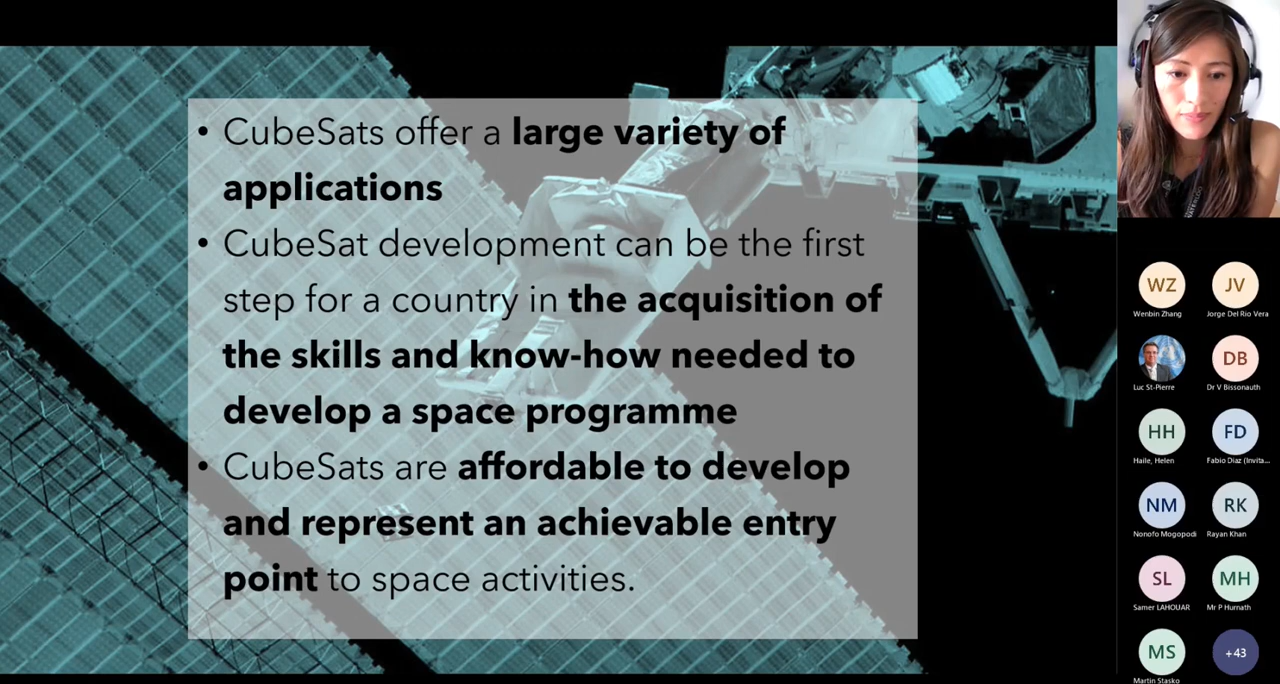 • CubeSats offer a large variety of
applications
• CubeSat development can be the first
step for a country in the acquisition of
the skills and know-how needed to
develop a space programme
• CubeSats are affordable to develop
and represent an achievable entry
point to space activities.
WZ
Wenbin Zhang
JV
Jorge Del Rio Vera
Luc St-Pierre
DB
Dr V Bissonauth
HH
Haile, Helen
FD
Fabio Diaz (Invita...
NM
Nonofo Mogopodi
RK
Rayan Khan
SL
Samer LAHOUAR
MH
Mr P Hurnath
MS
Martin Stasko
+43